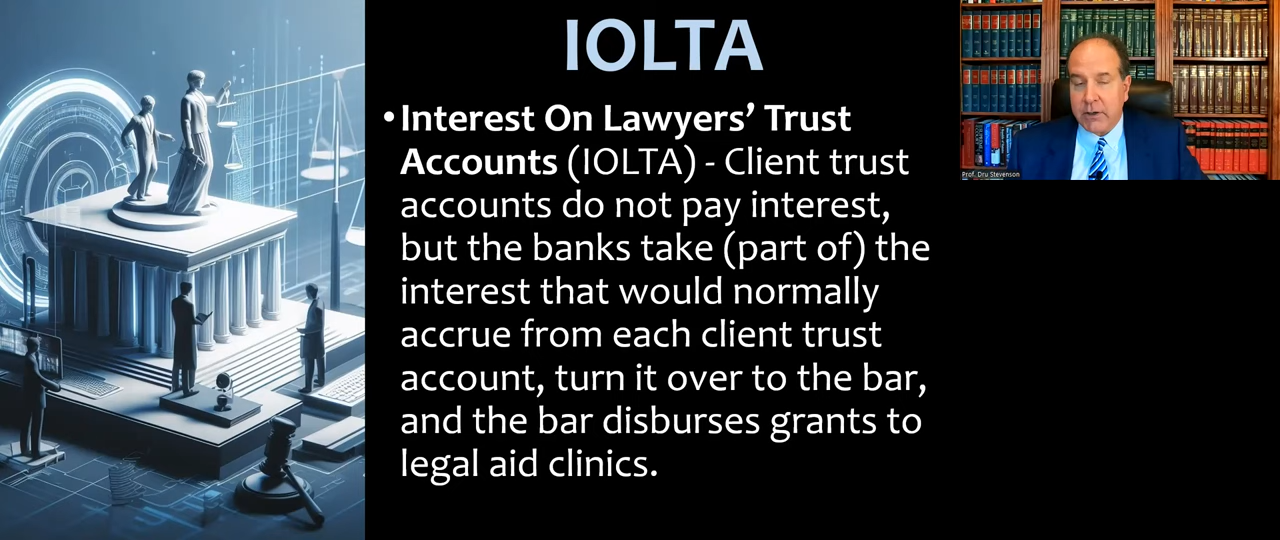 IOLTA
•Interest On Lawyers’ Trust
Accounts (IOLTA) - Client trust
accounts do not pay interest,
but the banks take (part of) the
interest that would normally
accrue from each client trust
account, turn it over to the bar,
and the bar disburses grants to
legal aid clinics.
Prof. Dru Stevenson